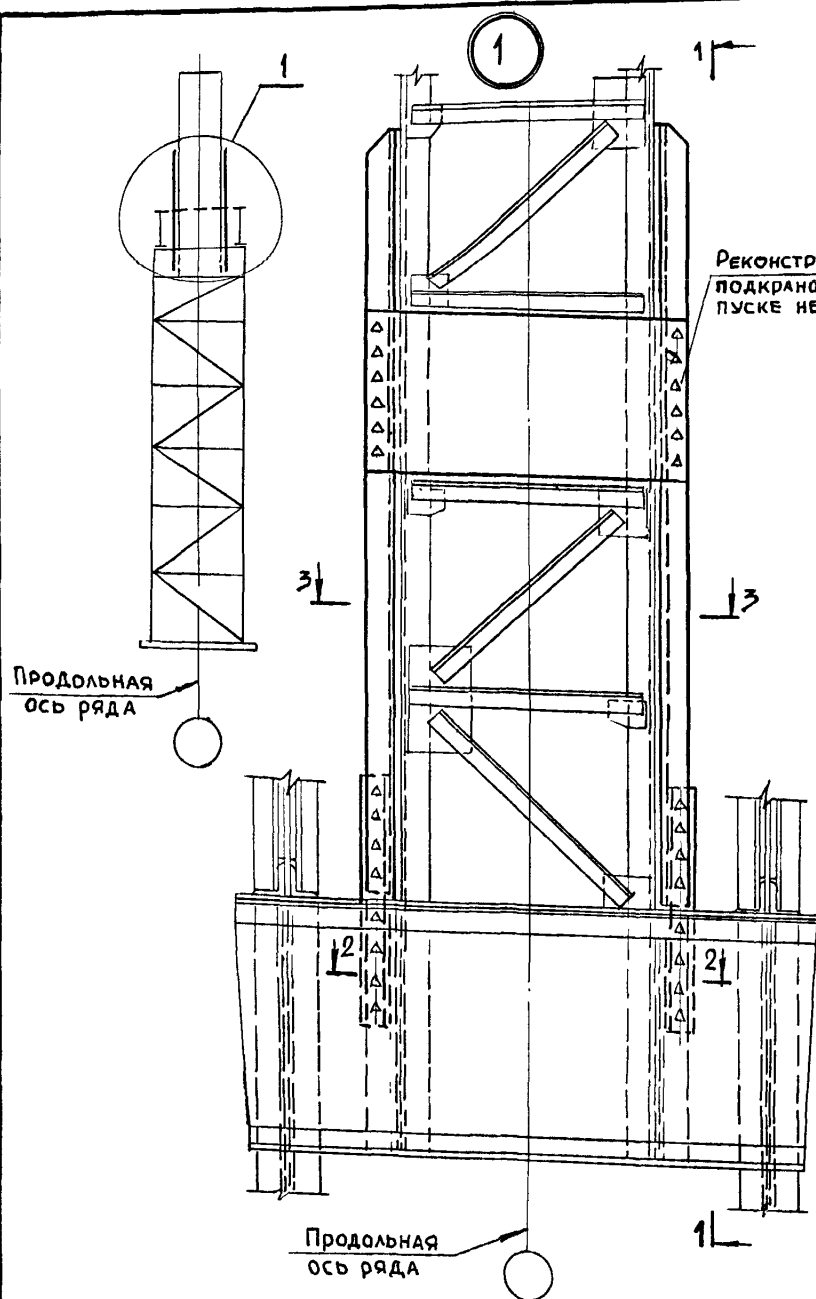 1
1
1
РЕКОНСТР
ПОДКРАНО
ПУСКЕ НЕ
3
3
ПРОДОЛЬНАЯ
ОСЬ РЯДА
2
2
1
ПРОДОЛЬНАЯ
ОСЬ РЯДА